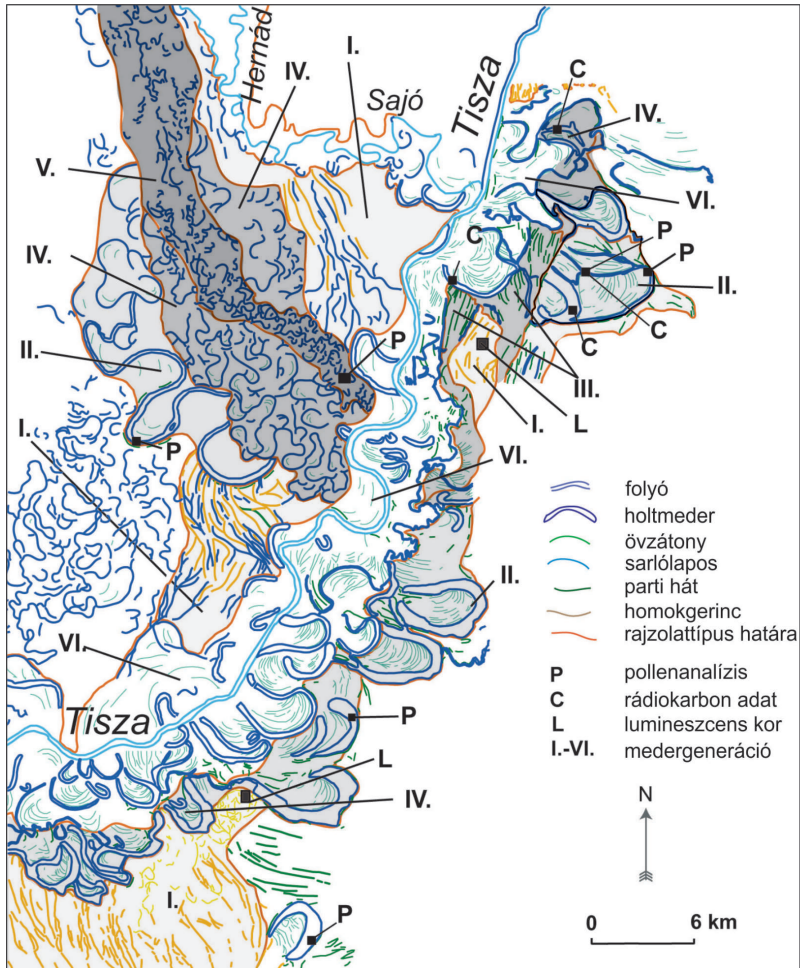 Hernád
IV.
I.
Sajó
Tisza
C
IV.
V.
VI.
IV.
C
P
P
II.
II.
P
C
C
III.
I.
L
I.
P
VI.
folyó
holtmeder
övzátony
sarlólapos
parti hát
homokgerinc
rajzolattípus határa
II.
VI.
P pollenanalízis
C rádiokarbon adat
L lumineszcens kor
I.-VI. medergeneráció
Tisza
P
L
IV.
N
I.
P
0 6 km